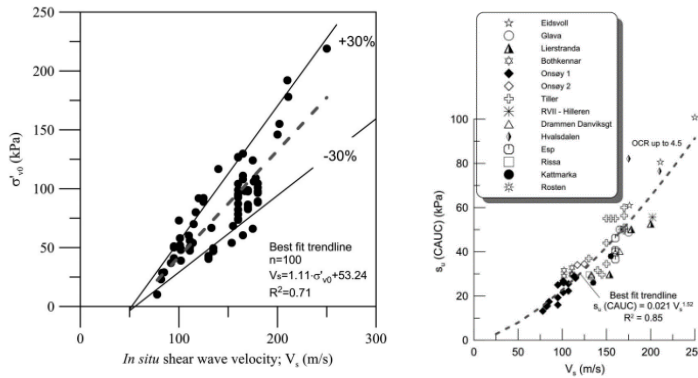 250
200
150
100
50
0
σ'v0 (kPa)
+30%
-30%
Best fit trendline
n=100
Vs=1.11·σ'v0+53.24
R²=0.71
0
50
100
150
200
250
300
In situ shear wave velocity; Vs (m/s)
Eidsvoll
Glava
Lierstranda
Bothkennar
Onsøy 1
Onsøy 2
Tiller
RVII - Hilleren
Drammen Danviksgt
Hvalsdalen
Esp
Rissa
Kattmarka
Rosten
100
80
60
40
20
0
su (CAUC) (kPa)
OCR up to 4.5
Best fit trendline
su (CAUC) = 0.021 Vs^1.52
R² = 0.85
0
50
100
150
200
250
Vs (m/s)